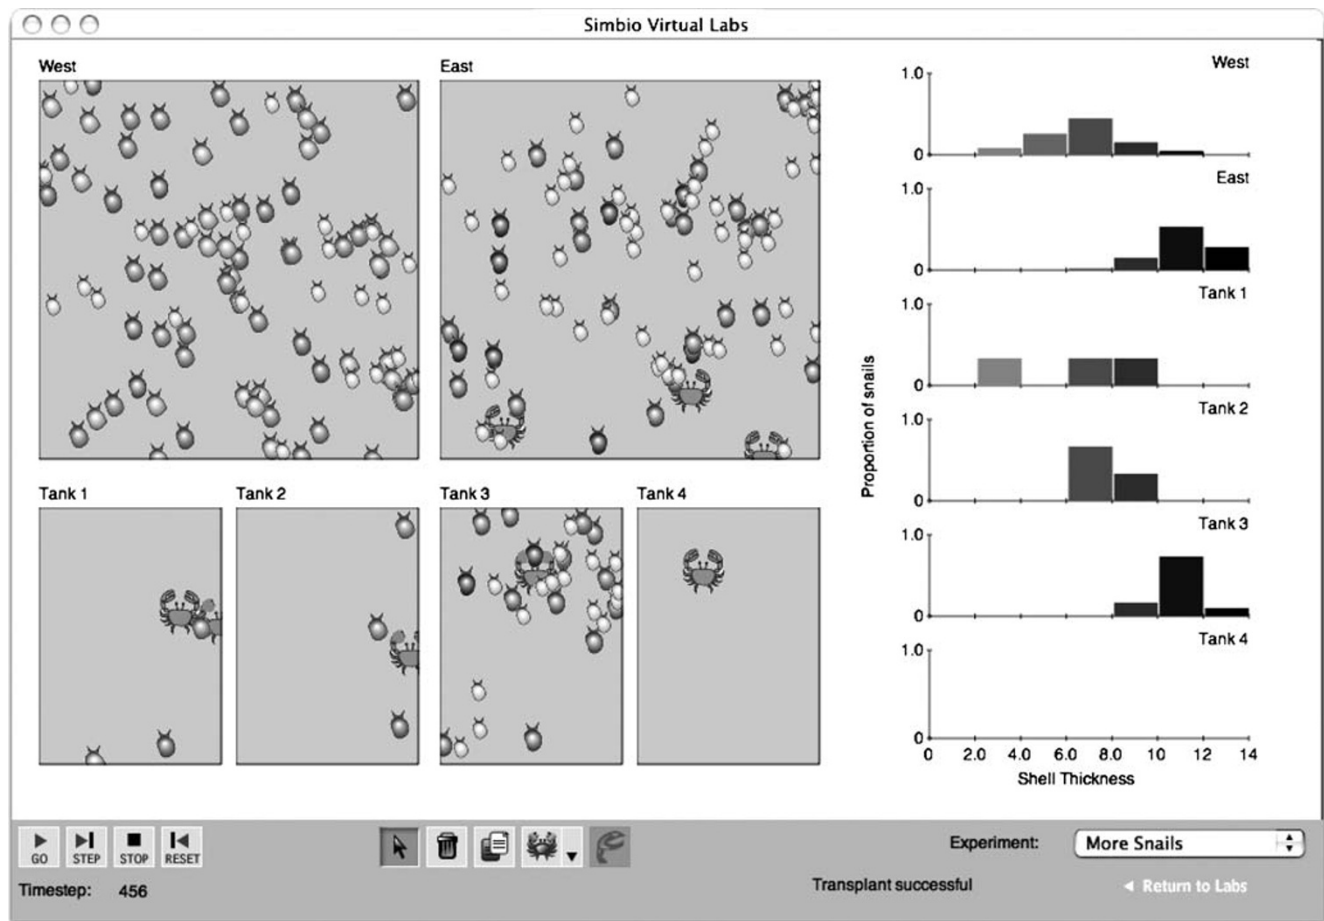 Simbio Virtual Labs
West
East
Tank 1
Tank 2
Tank 3
Tank 4
Proportion of snails
West
1.0
0
East
1.0
0
Tank 1
1.0
0
Tank 2
1.0
0
Tank 3
1.0
0
Tank 4
1.0
0
0 2.0 4.0 6.0 8.0 10 12 14
Shell Thickness
GO STEP STOP RESET
Experiment: More Snails
Timestep: 456
Transplant successful
Return to Labs